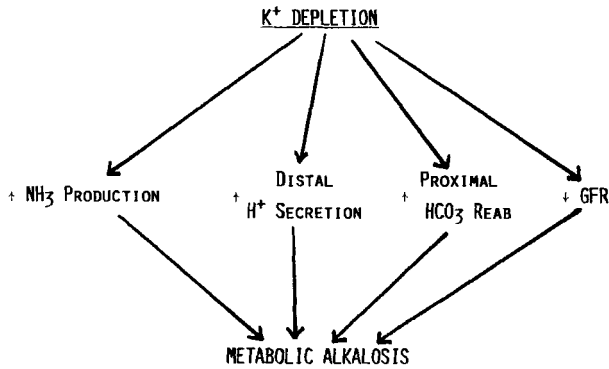 K⁺ DEPLETION
↑ NH₃ PRODUCTION
↑ DISTAL
H⁺ SECRETION
↑ PROXIMAL
HCO₃ REAB
↓ GFR
METABOLIC ALKALOSIS